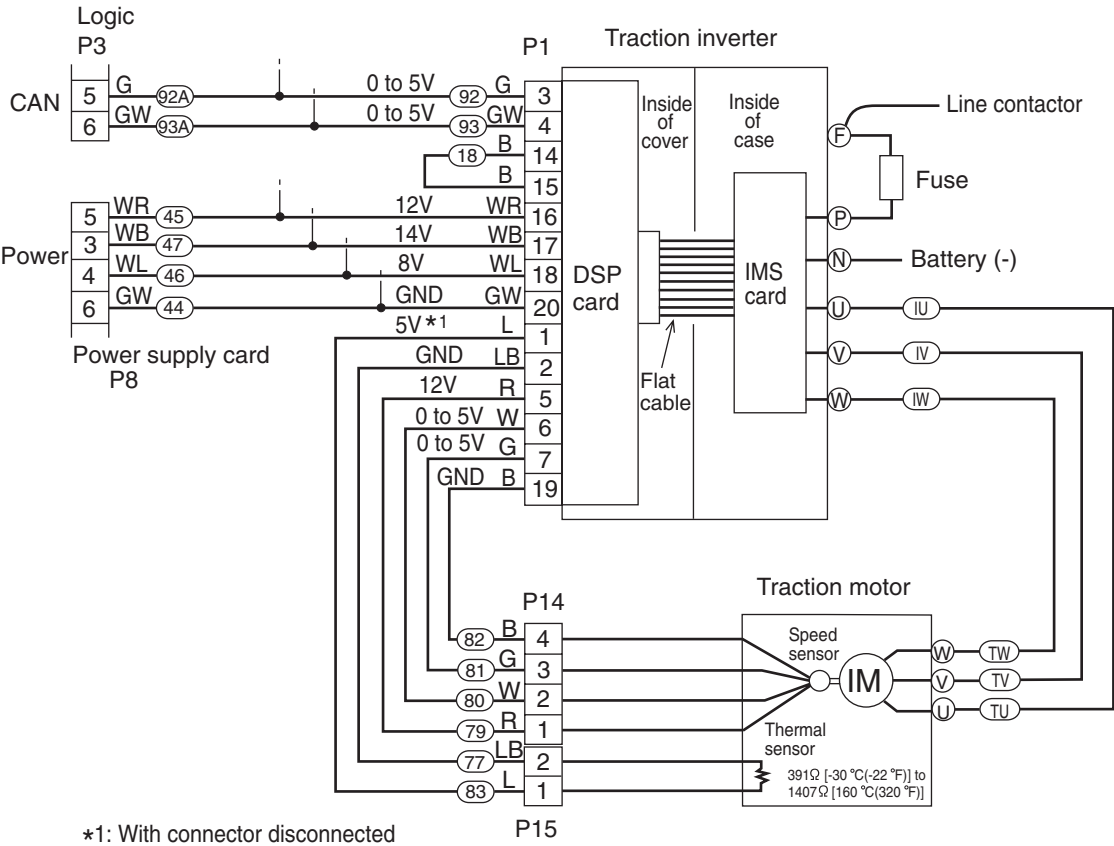 Logic
P3
P1
Traction inverter
CAN
5 G 92A 0 to 5V 92 G 3
6 GW 93A 0 to 5V 93 GW 4
18 B 14
B 15
Power
5 WR 45 12V WR 16
3 WB 47 14V WB 17
4 WL 46 8V WL 18
6 GW 44 GND GW 20
5V *1 L 1
Power supply card
P8
GND LB 2
12V R 5
0 to 5V W 6
0 to 5V G 7
GND B 19
DSP
card
Inside
of
cover
Inside
of
case
Flat
cable
IMS
card
F
Line contactor
Fuse
P
N Battery (-)
U IU
V IV
W IW
Traction motor
P14
82 B 4
81 G 3
80 W 2
79 R 1
77 LB 2
83 L 1
P15
Speed
sensor
IM
W TW
V TV
U TU
Thermal
sensor
391Ω [-30 °C(-22 °F)] to
1407Ω [160 °C(320 °F)]
*1: With connector disconnected